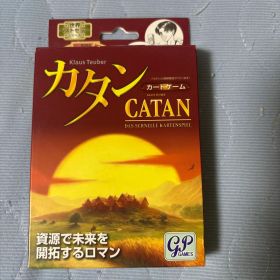 Klaus Teuber
カタン
カードゲーム
CATAN
DAS SCHNELLE KARTENSPIEL
資源で未来を
開拓するロマン
GP
GAMES